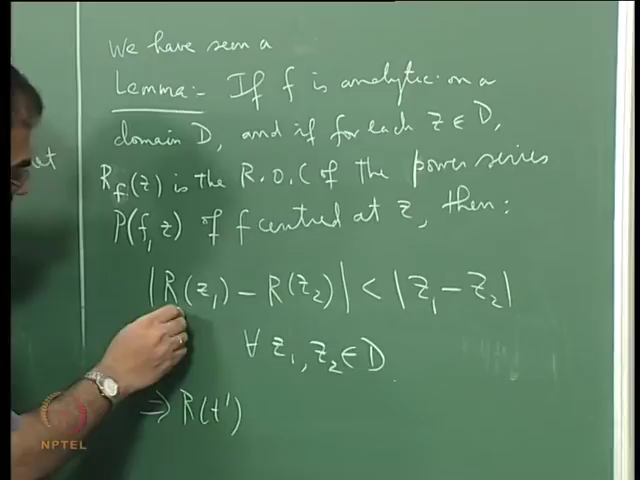 We have seen a
Lemma:- If f is analytic on a
domain D, and if for each z ∈ D,
at
R_f(z) is the R.O.C of the power series
P(f, z) of f centred at z, then:
|R(z₁) - R(z₂)| < |z₁ - z₂|
∀ z₁, z₂ ∈ D
⇒ R(t')
NPTEL